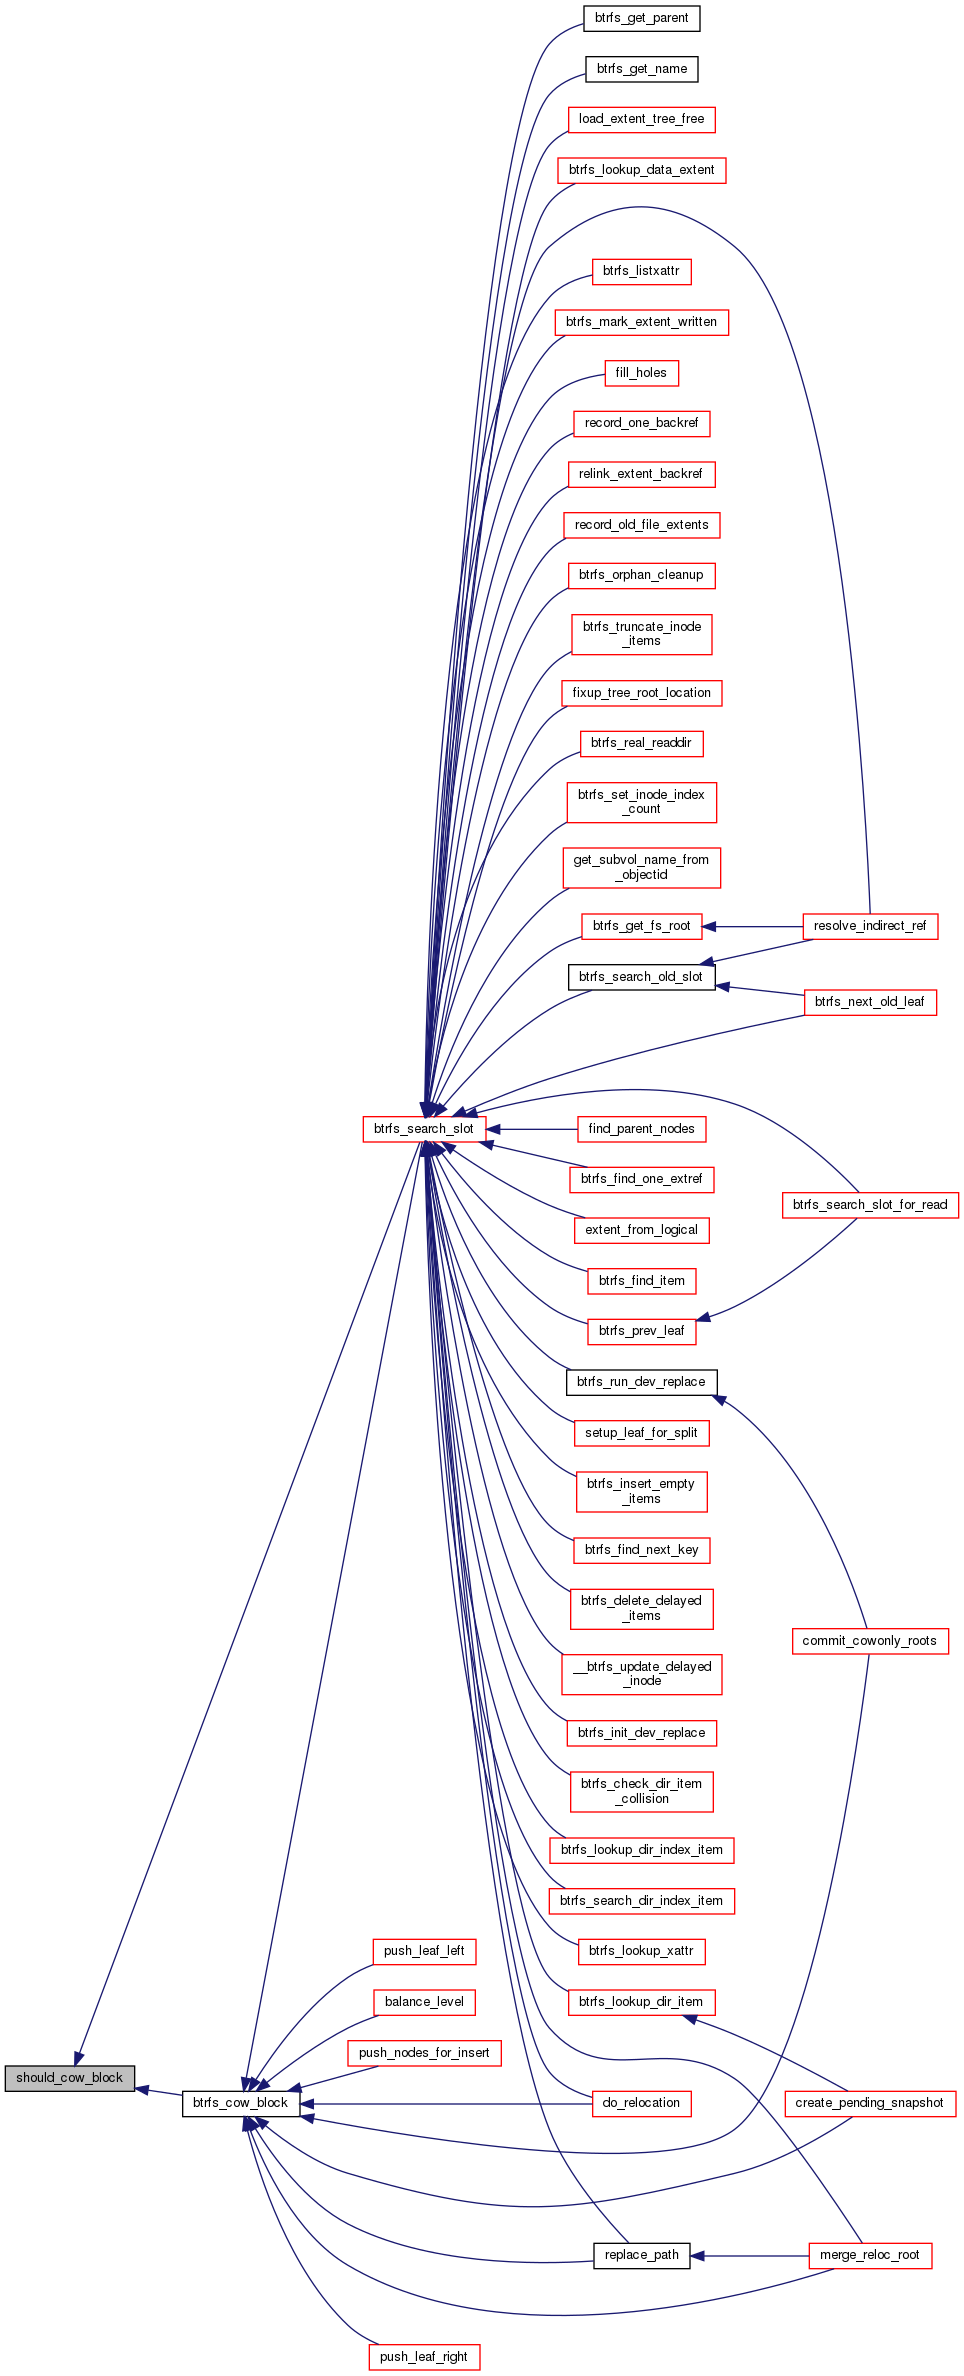 btrfs_get_parent
btrfs_get_name
load_extent_tree_free
btrfs_lookup_data_extent
btrfs_listxattr
btrfs_mark_extent_written
fill_holes
record_one_backref
relink_extent_backref
record_old_file_extents
btrfs_orphan_cleanup
btrfs_truncate_inode
_items
fixup_tree_root_location
btrfs_real_readdir
btrfs_set_inode_index
_count
get_subvol_name_from
_objectid
btrfs_get_fs_root
resolve_indirect_ref
btrfs_search_old_slot
btrfs_next_old_leaf
btrfs_search_slot
find_parent_nodes
btrfs_find_one_extref
btrfs_search_slot_for_read
extent_from_logical
btrfs_find_item
btrfs_prev_leaf
btrfs_run_dev_replace
setup_leaf_for_split
btrfs_insert_empty
_items
btrfs_find_next_key
btrfs_delete_delayed
_items
commit_cowonly_roots
__btrfs_update_delayed
_inode
btrfs_init_dev_replace
btrfs_check_dir_item
_collision
btrfs_lookup_dir_index_item
btrfs_search_dir_index_item
push_leaf_left
btrfs_lookup_xattr
balance_level
btrfs_lookup_dir_item
push_nodes_for_insert
should_cow_block
btrfs_cow_block
do_relocation
create_pending_snapshot
replace_path
merge_reloc_root
push_leaf_right